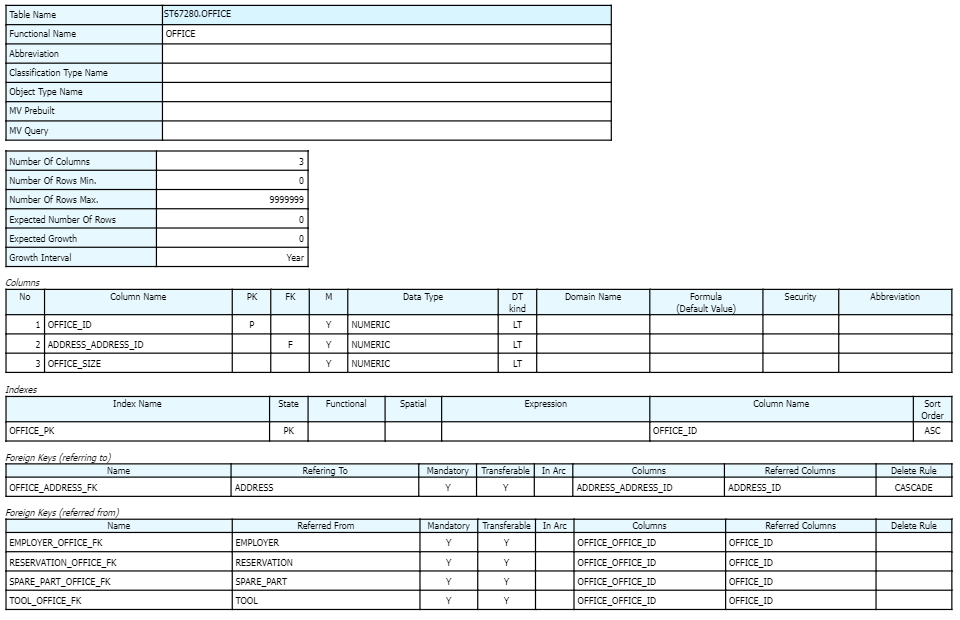 Table Name ST67280.OFFICE
Functional Name OFFICE
Abbreviation
Classification Type Name
Object Type Name
MV Prebuilt
MV Query
Number Of Columns 3
Number Of Rows Min. 0
Number Of Rows Max. 9999999
Expected Number Of Rows 0
Expected Growth 0
Growth Interval Year
Columns
No Column Name PK FK M Data Type DT kind Domain Name Formula (Default Value) Security Abbreviation
1 OFFICE_ID P Y NUMERIC LT
2 ADDRESS_ADDRESS_ID F Y NUMERIC LT
3 OFFICE_SIZE Y NUMERIC LT
Indexes
Index Name State Functional Spatial Expression Column Name Sort Order
OFFICE_PK PK OFFICE_ID ASC
Foreign Keys (referring to)
Name Refering To Mandatory Transferable In Arc Columns Referred Columns Delete Rule
OFFICE_ADDRESS_FK ADDRESS Y Y ADDRESS_ADDRESS_ID ADDRESS_ID CASCADE
Foreign Keys (referred from)
Name Referred From Mandatory Transferable In Arc Columns Referred Columns Delete Rule
EMPLOYER_OFFICE_FK EMPLOYER Y Y OFFICE_OFFICE_ID OFFICE_ID
RESERVATION_OFFICE_FK RESERVATION Y Y OFFICE_OFFICE_ID OFFICE_ID
SPARE_PART_OFFICE_FK SPARE_PART Y Y OFFICE_OFFICE_ID OFFICE_ID
TOOL_OFFICE_FK TOOL Y Y OFFICE_OFFICE_ID OFFICE_ID